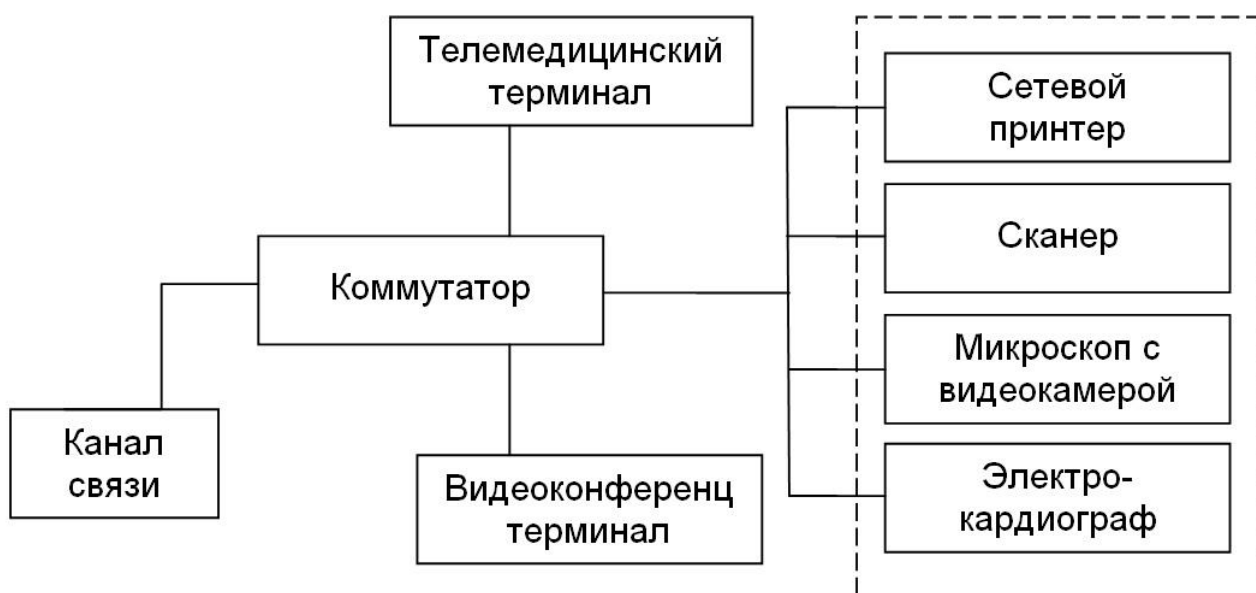 Телемедицинский
терминал
Сетевой
принтер
Сканер
Коммутатор
Микроскоп с
видеокамерой
Канал
связи
Видеоконференц
терминал
Электро-
кардиограф